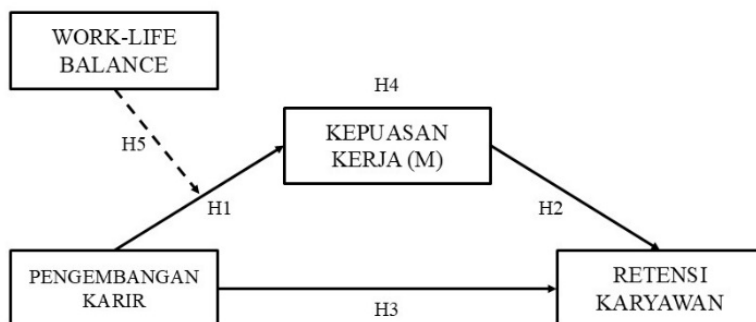 WORK-LIFE
BALANCE
H4
KEPUASAN
KERJA (M)
H5
H1
H2
PENGEMBANGAN
KARIR
H3
RETENSI
KARYAWAN